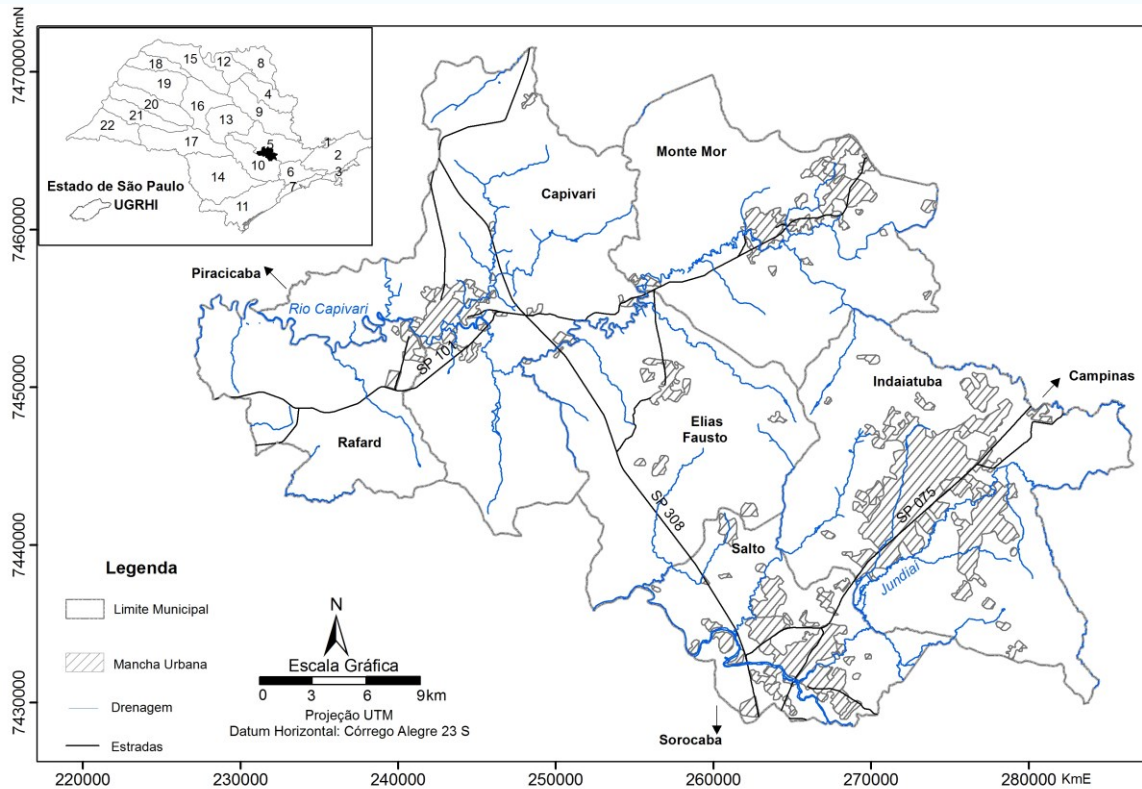 7470000 KmN
7460000
7450000
7440000
7430000
15
12
8
18
19
4
16
9
20
13
21
22
17
5
1
2
10
6
3
14
7
11
Estado de São Paulo
UGRHI
Monte Mor
Capivari
Piracicaba
Rio Capivari
SP 101
Indaiatuba
Campinas
Elias
Fausto
Rafard
SP 308
SP 075
Salto
Jundiaí
Sorocaba
Legenda
Limite Municipal
Mancha Urbana
Drenagem
Estradas
N
Escala Gráfica
0 3 6 9km
Projeção UTM
Datum Horizontal: Córrego Alegre 23 S
220000 230000 240000 250000 260000 270000 280000 KmE